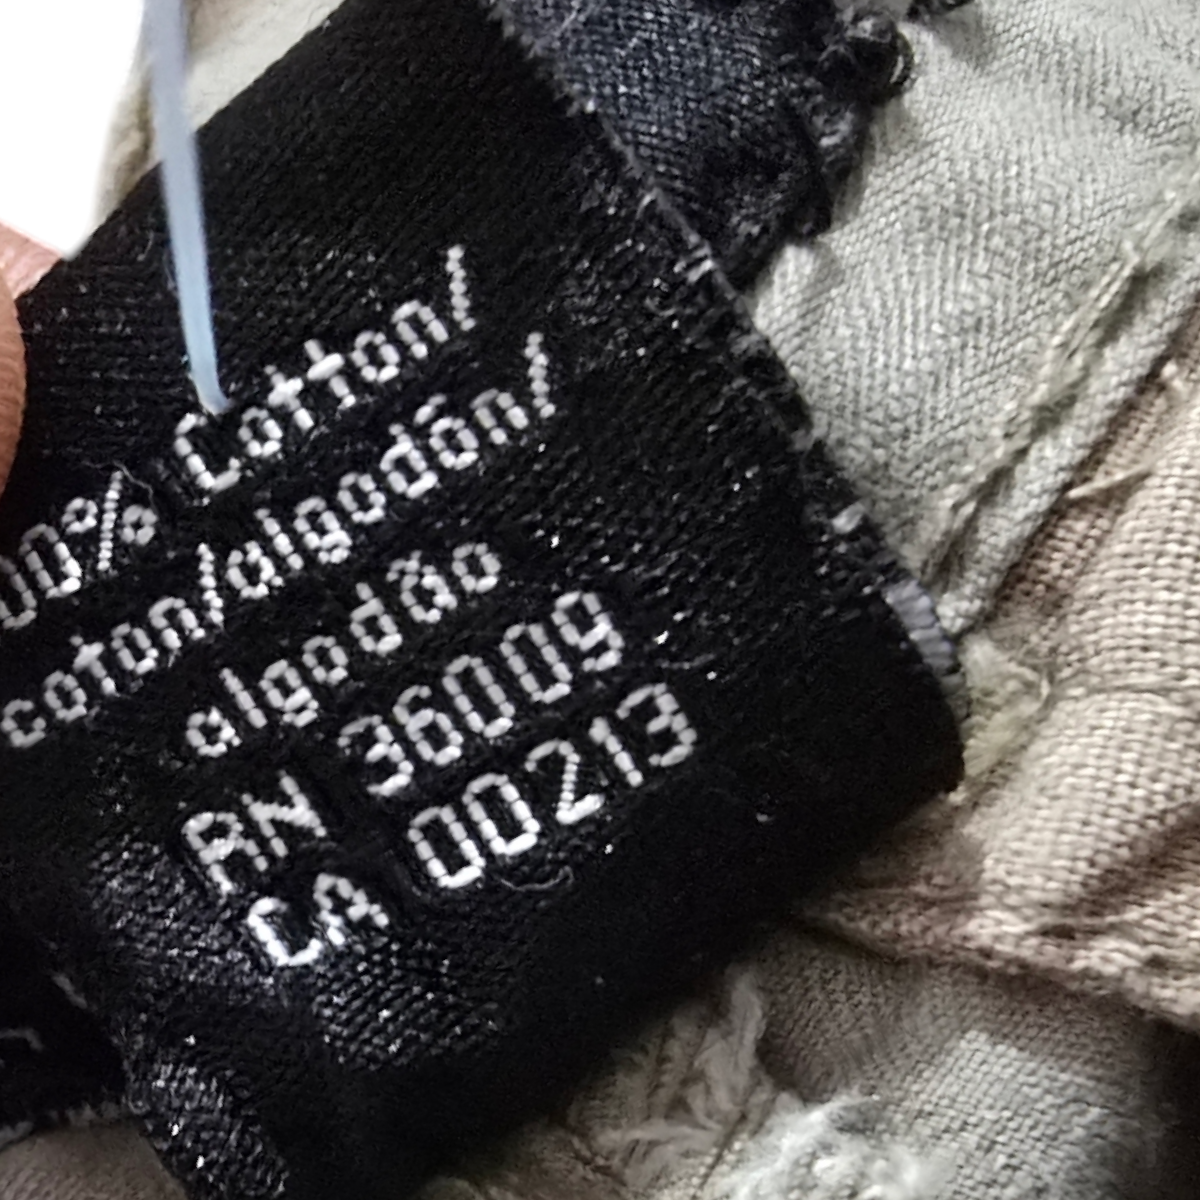 00% Cotton/
coton/algodón/
algodão
RN 36009
CA 00213